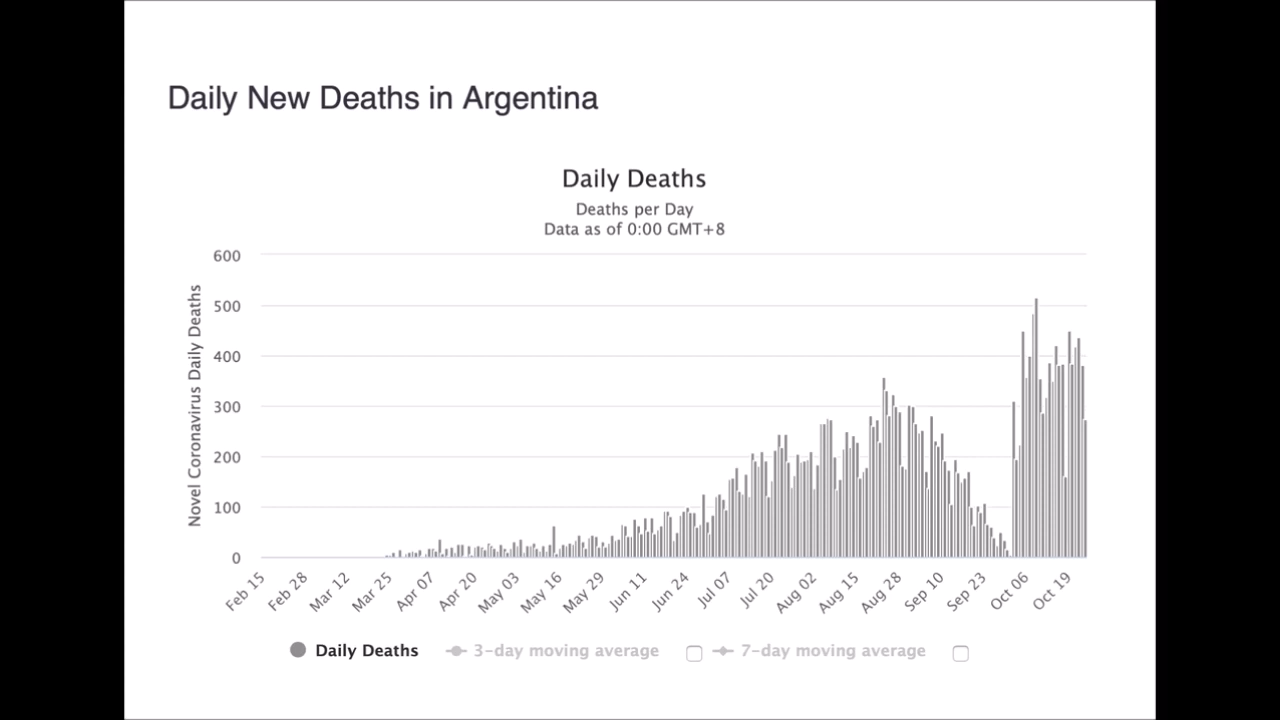 Daily New Deaths in Argentina
Daily Deaths
Deaths per Day
Data as of 0:00 GMT+8
Novel Coronavirus Daily Deaths
600
500
400
300
200
100
0
Feb 15
Feb 28
Mar 12
Mar 25
Apr 07
Apr 20
May 03
May 16
May 29
Jun 11
Jun 24
Jul 07
Jul 20
Aug 02
Aug 15
Aug 28
Sep 10
Sep 23
Oct 06
Oct 19
Daily Deaths
3-day moving average
7-day moving average